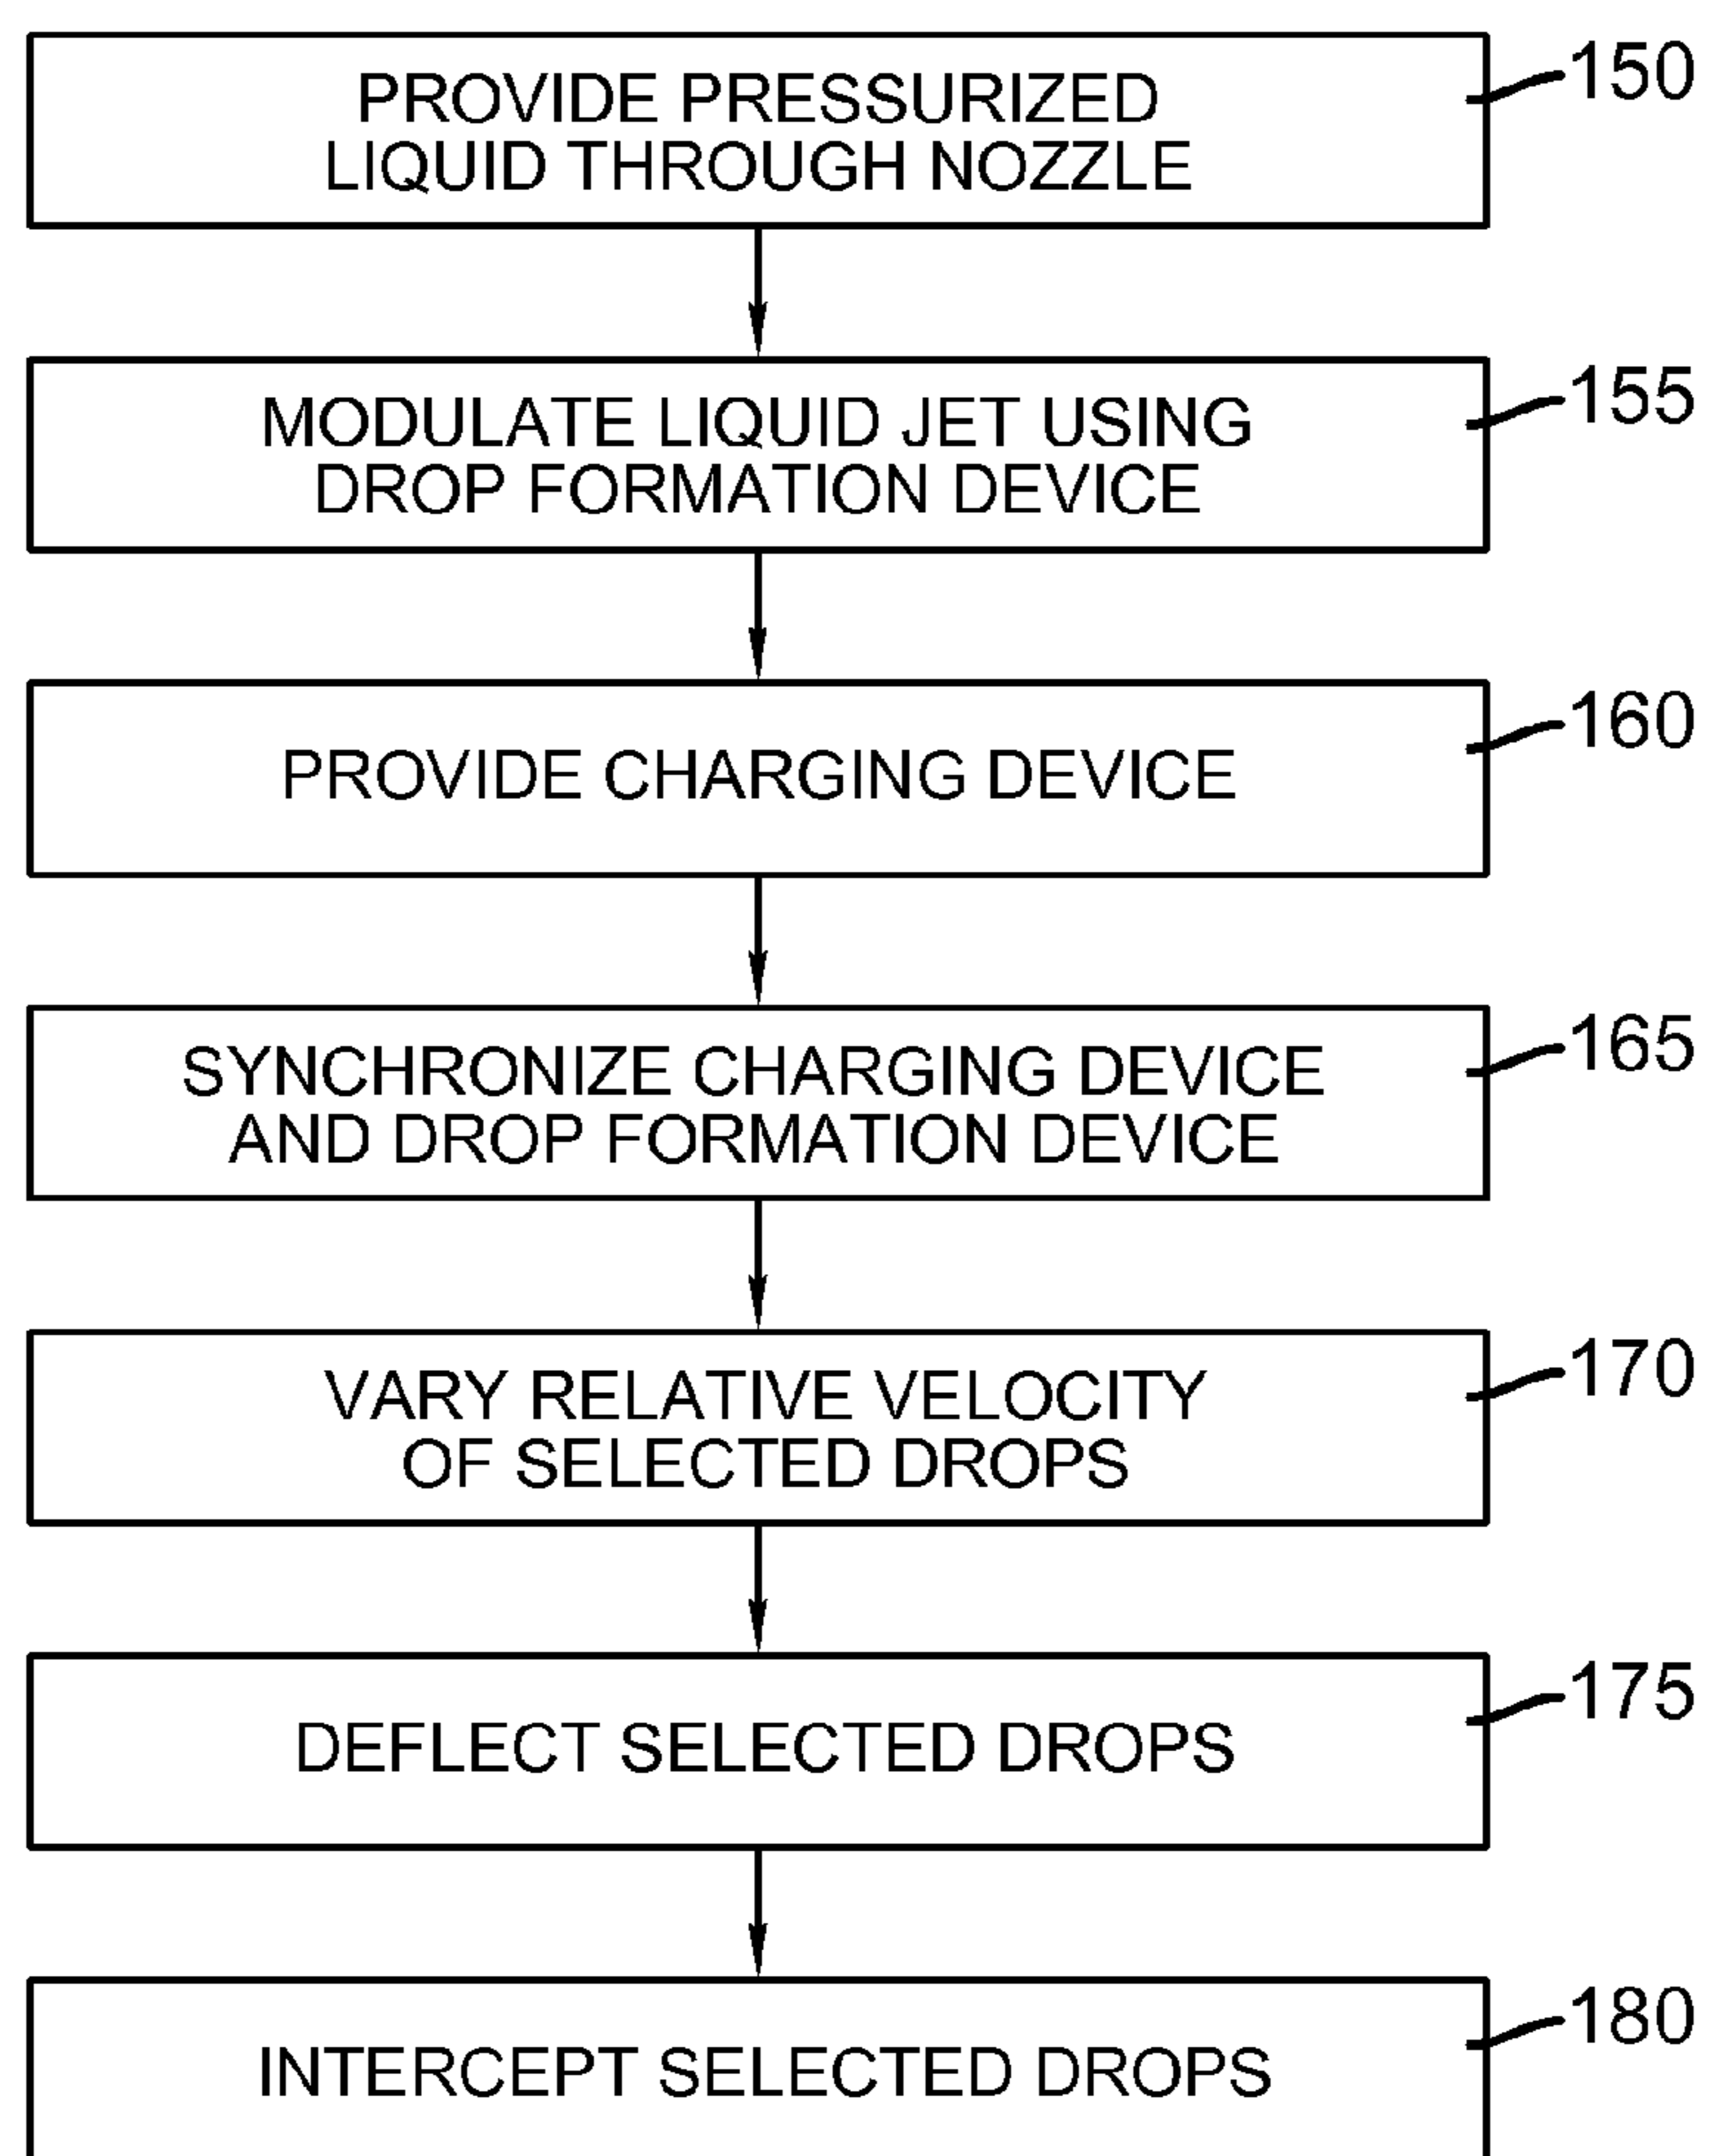 PROVIDE PRESSURIZED
LIQUID THROUGH NOZZLE
150
MODULATE LIQUID JET USING
DROP FORMATION DEVICE
155
PROVIDE CHARGING DEVICE
160
SYNCHRONIZE CHARGING DEVICE
AND DROP FORMATION DEVICE
165
VARY RELATIVE VELOCITY
OF SELECTED DROPS
170
DEFLECT SELECTED DROPS
175
INTERCEPT SELECTED DROPS
180